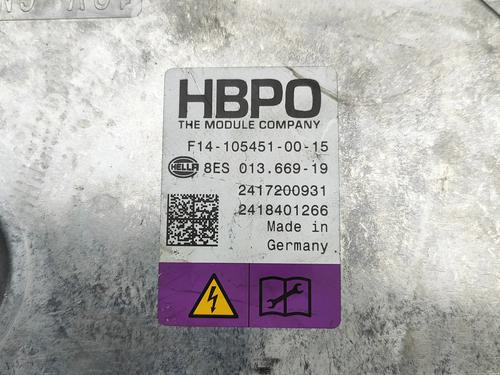 HBPO
THE MODULE COMPANY
F14-105451-00-15
HELLA 8ES 013.669-19
2417200931
2418401266
Made in
Germany